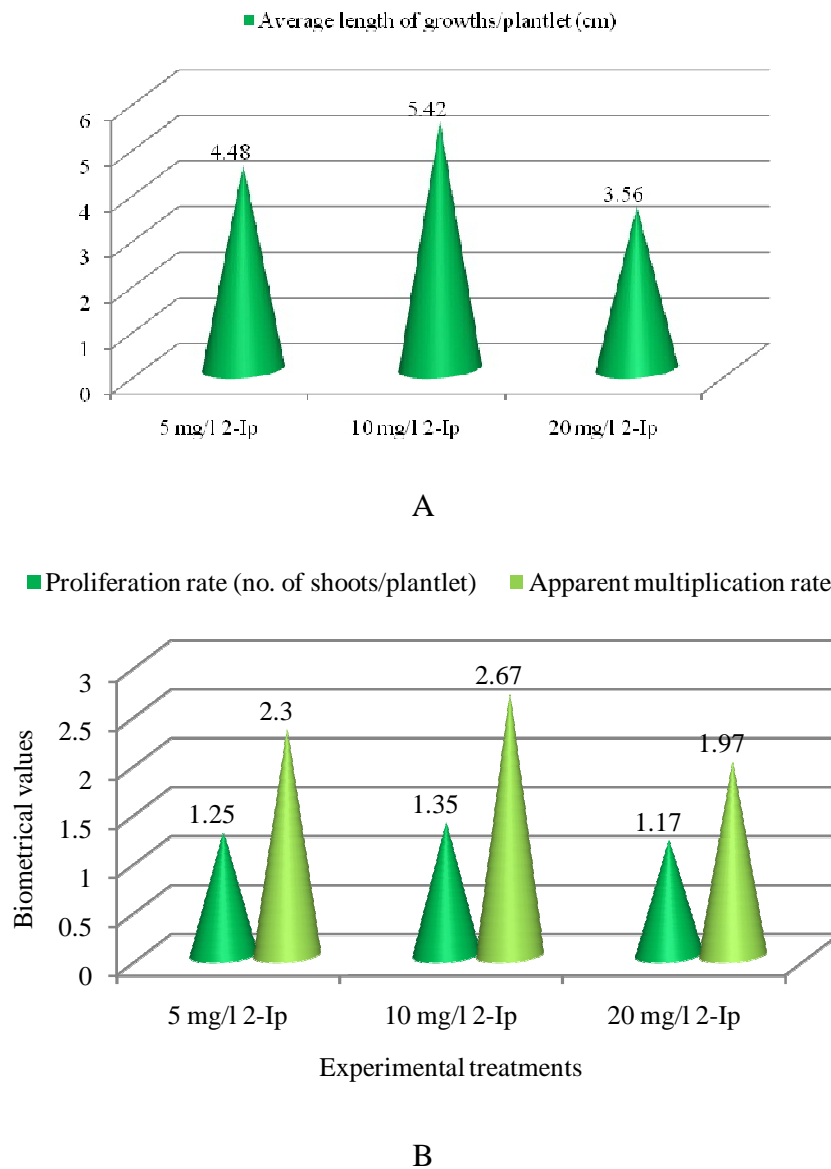 Average length of growths/plantlet (cm)
6
5
4
3
2
1
0
4.48
5.42
3.56
5 mg/l 2-Ip 10 mg/l 2-Ip 20 mg/l 2-Ip
A
Proliferation rate (no. of shoots/plantlet) Apparent multiplication rate
Biometrical values
3
2.5
2
1.5
1
0.5
0
1.25
2.3
1.35
2.67
1.17
1.97
5 mg/l 2-Ip 10 mg/l 2-Ip 20 mg/l 2-Ip
Experimental treatments
B